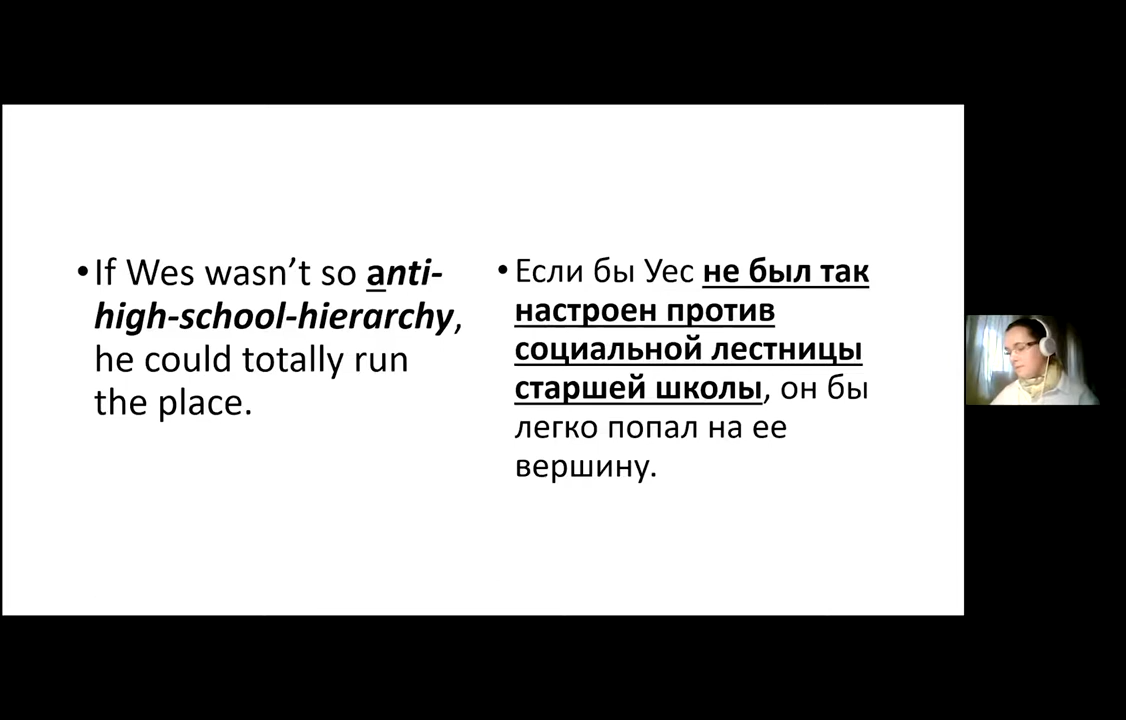 •If Wes wasn’t so anti-
high-school-hierarchy,
he could totally run
the place.
•Если бы Уес не был так
настроен против
социальной лестницы
старшей школы, он бы
легко попал на ее
вершину.